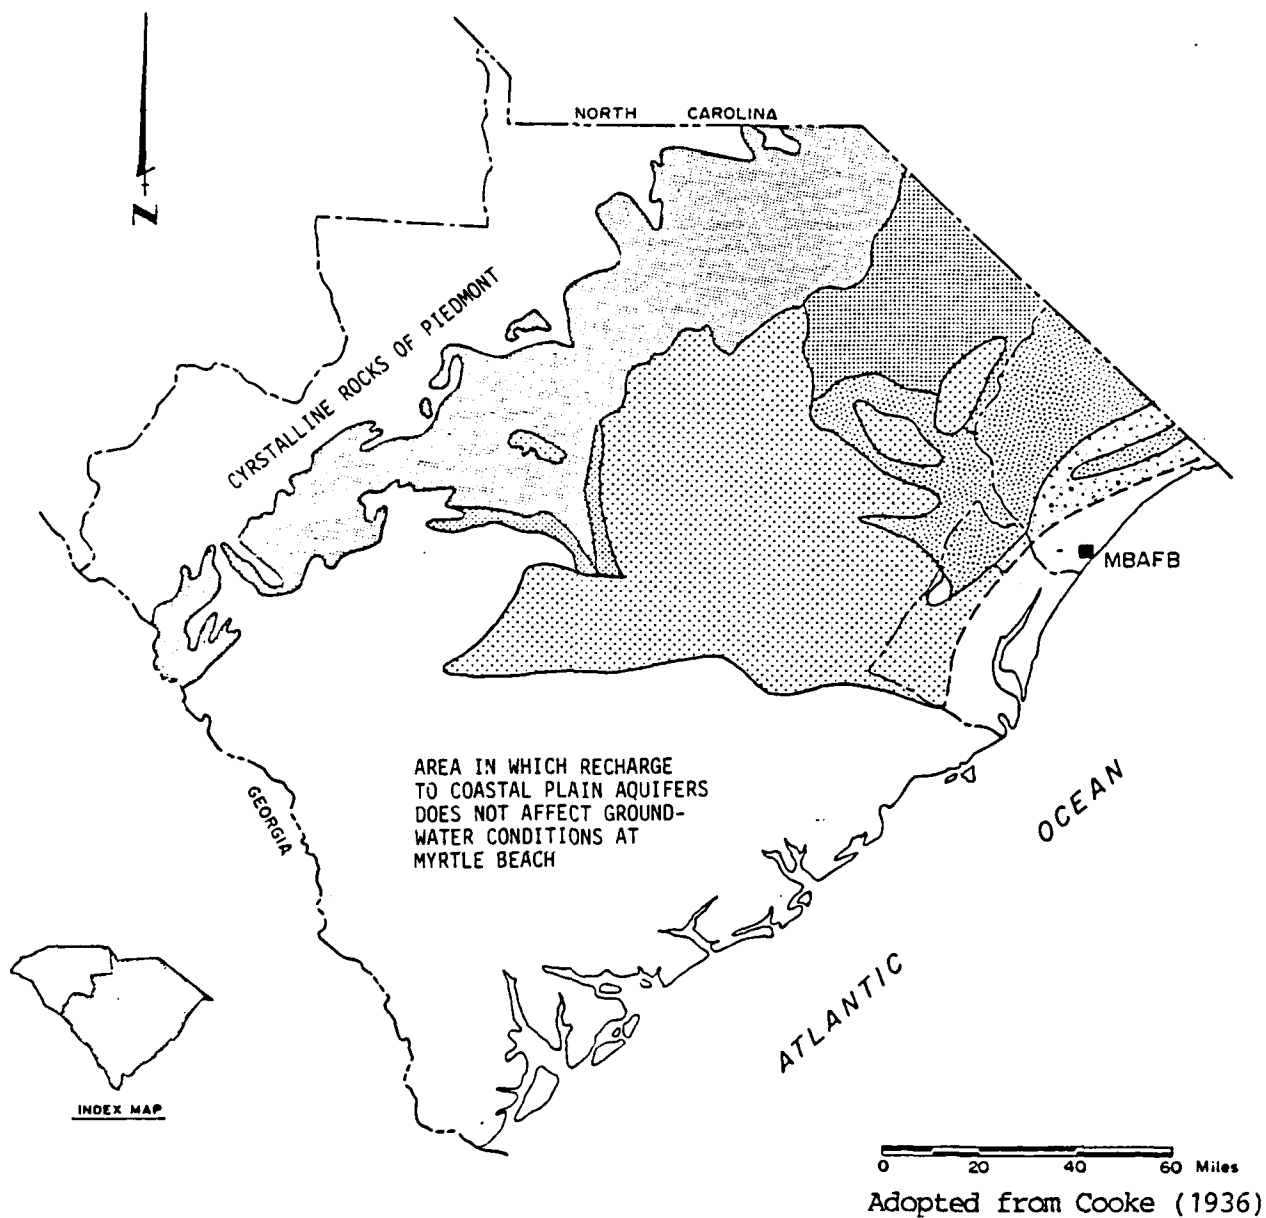 NORTH CAROLINA
N
CYRSTALLINE ROCKS OF PIEDMONT
MBAFB
AREA IN WHICH RECHARGE
TO COASTAL PLAIN AQUIFERS
DOES NOT AFFECT GROUND-
WATER CONDITIONS AT
MYRTLE BEACH
GEORGIA
ATLANTIC OCEAN
INDEX MAP
0 20 40 60 Miles
Adopted from Cooke (1936)